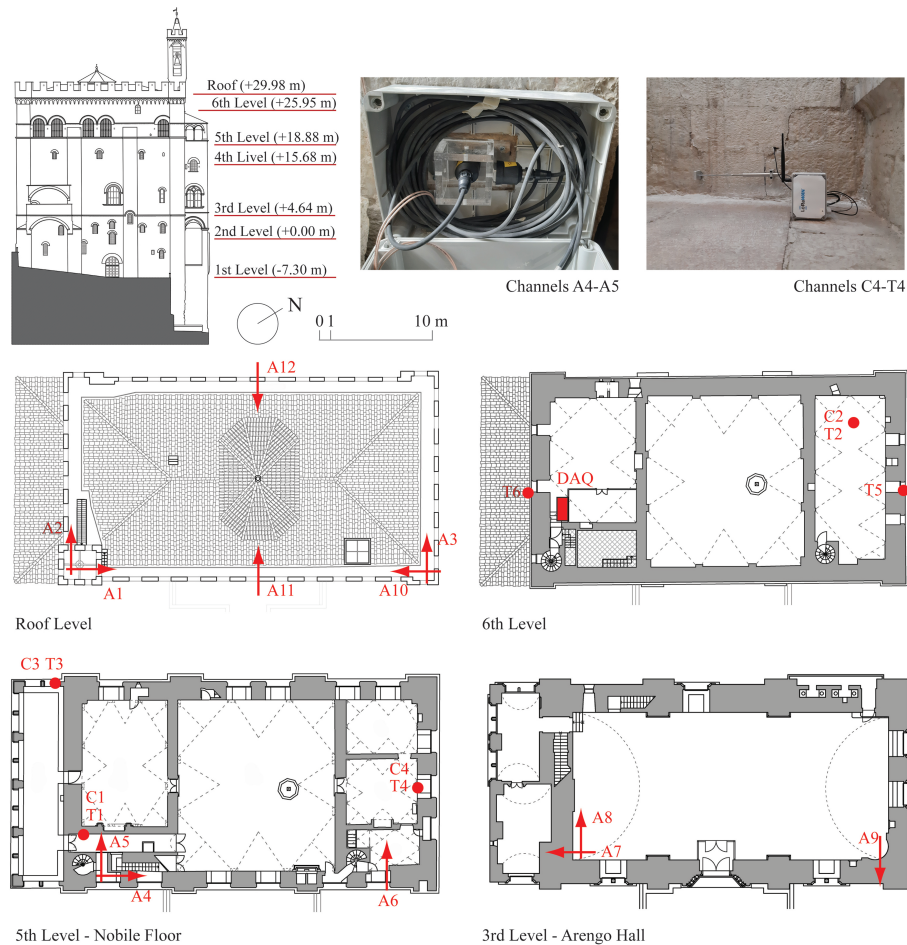 Roof (+29.98 m)
6th Level (+25.95 m)
5th Level (+18.88 m)
4th Livel (+15.68 m)
3rd Level (+4.64 m)
2nd Level (+0.00 m)
1st Level (-7.30 m)
Channels A4-A5
Channels C4-T4
N
0 1 10 m
A12
A2
A3
A1
A11
A10
Roof Level
C2
T2
DAQ
T6
T5
6th Level
C3 T3
C1
T1
A5
A4
C4
T4
A6
5th Level - Nobile Floor
A8
A7
A9
3rd Level - Arengo Hall